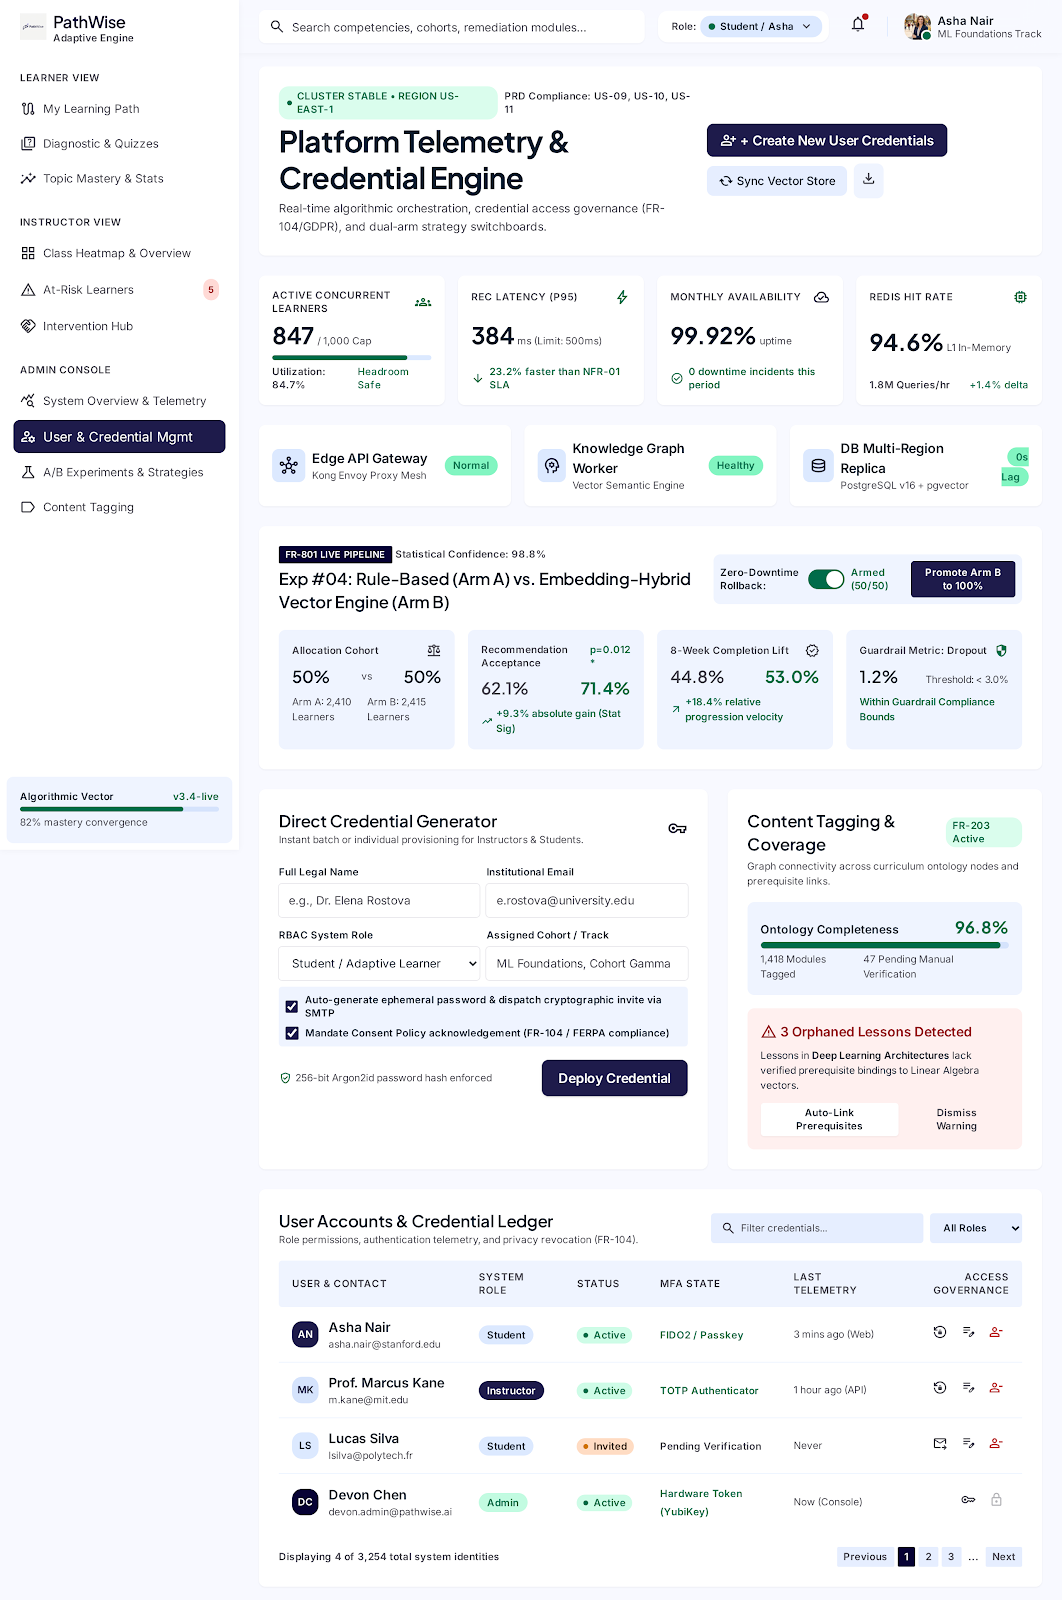 PathWise
Adaptive Engine
LEARNER VIEW
My Learning Path
Diagnostic & Quizzes
Topic Mastery & Stats
INSTRUCTOR VIEW
Class Heatmap & Overview
At-Risk Learners
5
Intervention Hub
ADMIN CONSOLE
System Overview & Telemetry
User & Credential Mgmt
A/B Experiments & Strategies
Content Tagging
Algorithmic Vector
v3.4-live
82% mastery convergence
Search competencies, cohorts, remediation modules...
Role:
Student / Asha
Asha Nair
ML Foundations Track
CLUSTER STABLE • REGION US-
EAST-1
PRD Compliance: US-09, US-10, US-
11
Platform Telemetry &
Credential Engine
Real-time algorithmic orchestration, credential access governance (FR-
104/GDPR), and dual-arm strategy switchboards.
+ Create New User Credentials
Sync Vector Store
ACTIVE CONCURRENT
LEARNERS
847 / 1,000 Cap
Utilization:
84.7%
Headroom
Safe
REC LATENCY (P95)
384 ms (Limit: 500ms)
23.2% faster than NFR-01
SLA
MONTHLY AVAILABILITY
99.92% uptime
0 downtime incidents this
period
REDIS HIT RATE
94.6% L1 In-Memory
1.8M Queries/hr
+1.4% delta
Edge API Gateway
Kong Envoy Proxy Mesh
Normal
Knowledge Graph
Worker
Vector Semantic Engine
Healthy
DB Multi-Region
Replica
PostgreSQL v16 + pgvector
0s
Lag
FR-801 LIVE PIPELINE
Statistical Confidence: 98.8%
Exp #04: Rule-Based (Arm A) vs. Embedding-Hybrid
Vector Engine (Arm B)
Zero-Downtime
Rollback:
Armed
(50/50)
Promote Arm B
to 100%
Allocation Cohort
50% vs 50%
Arm A: 2,410
Learners
Arm B: 2,415
Learners
Recommendation
Acceptance
p=0.012
*
62.1% 71.4%
+9.3% absolute gain (Stat
Sig)
8-Week Completion Lift
44.8% 53.0%
+18.4% relative
progression velocity
Guardrail Metric: Dropout
1.2% Threshold: < 3.0%
Within Guardrail Compliance
Bounds
Direct Credential Generator
Instant batch or individual provisioning for Instructors & Students.
Full Legal Name
e.g., Dr. Elena Rostova
Institutional Email
e.rostova@university.edu
RBAC System Role
Student / Adaptive Learner
Assigned Cohort / Track
ML Foundations, Cohort Gamma
Auto-generate ephemeral password & dispatch cryptographic invite via
SMTP
Mandate Consent Policy acknowledgement (FR-104 / FERPA compliance)
256-bit Argon2id password hash enforced
Deploy Credential
Content Tagging &
Coverage
FR-203
Active
Graph connectivity across curriculum ontology nodes and
prerequisite links.
Ontology Completeness 96.8%
1,418 Modules
Tagged
47 Pending Manual
Verification
3 Orphaned Lessons Detected
Lessons in Deep Learning Architectures lack
verified prerequisite bindings to Linear Algebra
vectors.
Auto-Link
Prerequisites
Dismiss
Warning
User Accounts & Credential Ledger
Role permissions, authentication telemetry, and privacy revocation (FR-104).
Filter credentials...
All Roles
USER & CONTACT
SYSTEM
ROLE
STATUS
MFA STATE
LAST
TELEMETRY
ACCESS
GOVERNANCE
AN
Asha Nair
asha.nair@stanford.edu
Student
Active
FIDO2 / Passkey
3 mins ago (Web)
MK
Prof. Marcus Kane
m.kane@mit.edu
Instructor
Active
TOTP Authenticator
1 hour ago (API)
LS
Lucas Silva
lsilva@polytech.fr
Student
Invited
Pending Verification
Never
DC
Devon Chen
devon.admin@pathwise.ai
Admin
Active
Hardware Token
(YubiKey)
Now (Console)
Displaying 4 of 3,254 total system identities
Previous 1 2 3 ... Next